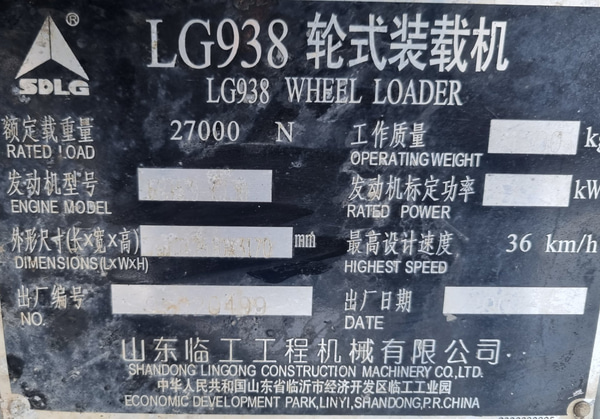 ® LG938 轮式装载机
SDLG LG938 WHEEL LOADER
额定载重量 27000 N 工作质量 kg
RATED LOAD OPERATING WEIGHT
发动机型号 发动机标定功率 kW
ENGINE MODEL RATED POWER
外形尺寸(长×宽×高) mm 最高设计速度 36 km/h
DIMENSIONS(L×W×H) HIGHEST SPEED
出厂编号 出厂日期
NO. DATE
山东临工工程机械有限公司
SHANDONG LINGONG CONSTRUCTION MACHINERY CO.,LTD.
中华人民共和国山东省临沂市经济开发区临工工业园
ECONOMIC DEVELOPMENT PARK,LINYI,SHANDONG,P.R.CHINA